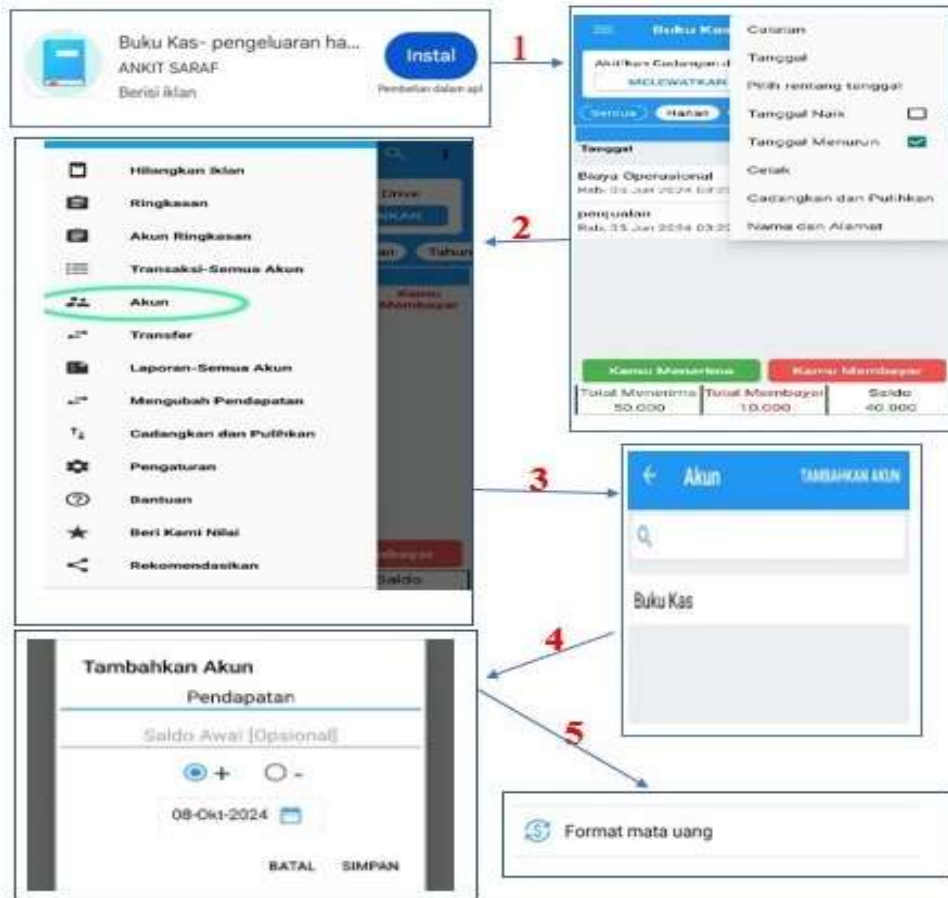 Buku Kas- pengeluaran ha...
ANKIT SARAF
Berisi iklan
Instal
Pembelian dalam apl
1
Buku Kas
Catatan
Tanggal
Pilih rentang tanggal
Tanggal Naik
Tanggal Menurun
Cetak
Cadangkan dan Pulihkan
Nama dan Alamat
Aktifkan Cadangan d
MELEWATKAN
Semua
Harian
Tanggal
Biaya Operasional
penjualan
Kamu Menerima
Kamu Membayar
Total Menerima
Total Membayar
Saldo
50.000
10.000
40.000
2
Hilangkan Iklan
Ringkasan
Akun Ringkasan
Transaksi-Semua Akun
Akun
Transfer
Laporan-Semua Akun
Mengubah Pendapatan
Cadangkan dan Pulihkan
Pengaturan
Bantuan
Beri Kami Nilai
Rekomendasikan
Drive
Tahun
Kamu
Membayar
Saldo
3
Akun
TAMBAHKAN AKUN
Buku Kas
4
Tambahkan Akun
Pendapatan
Saldo Awal [Opsional]
+
-
08-Okt-2024
BATAL
SIMPAN
5
Format mata uang